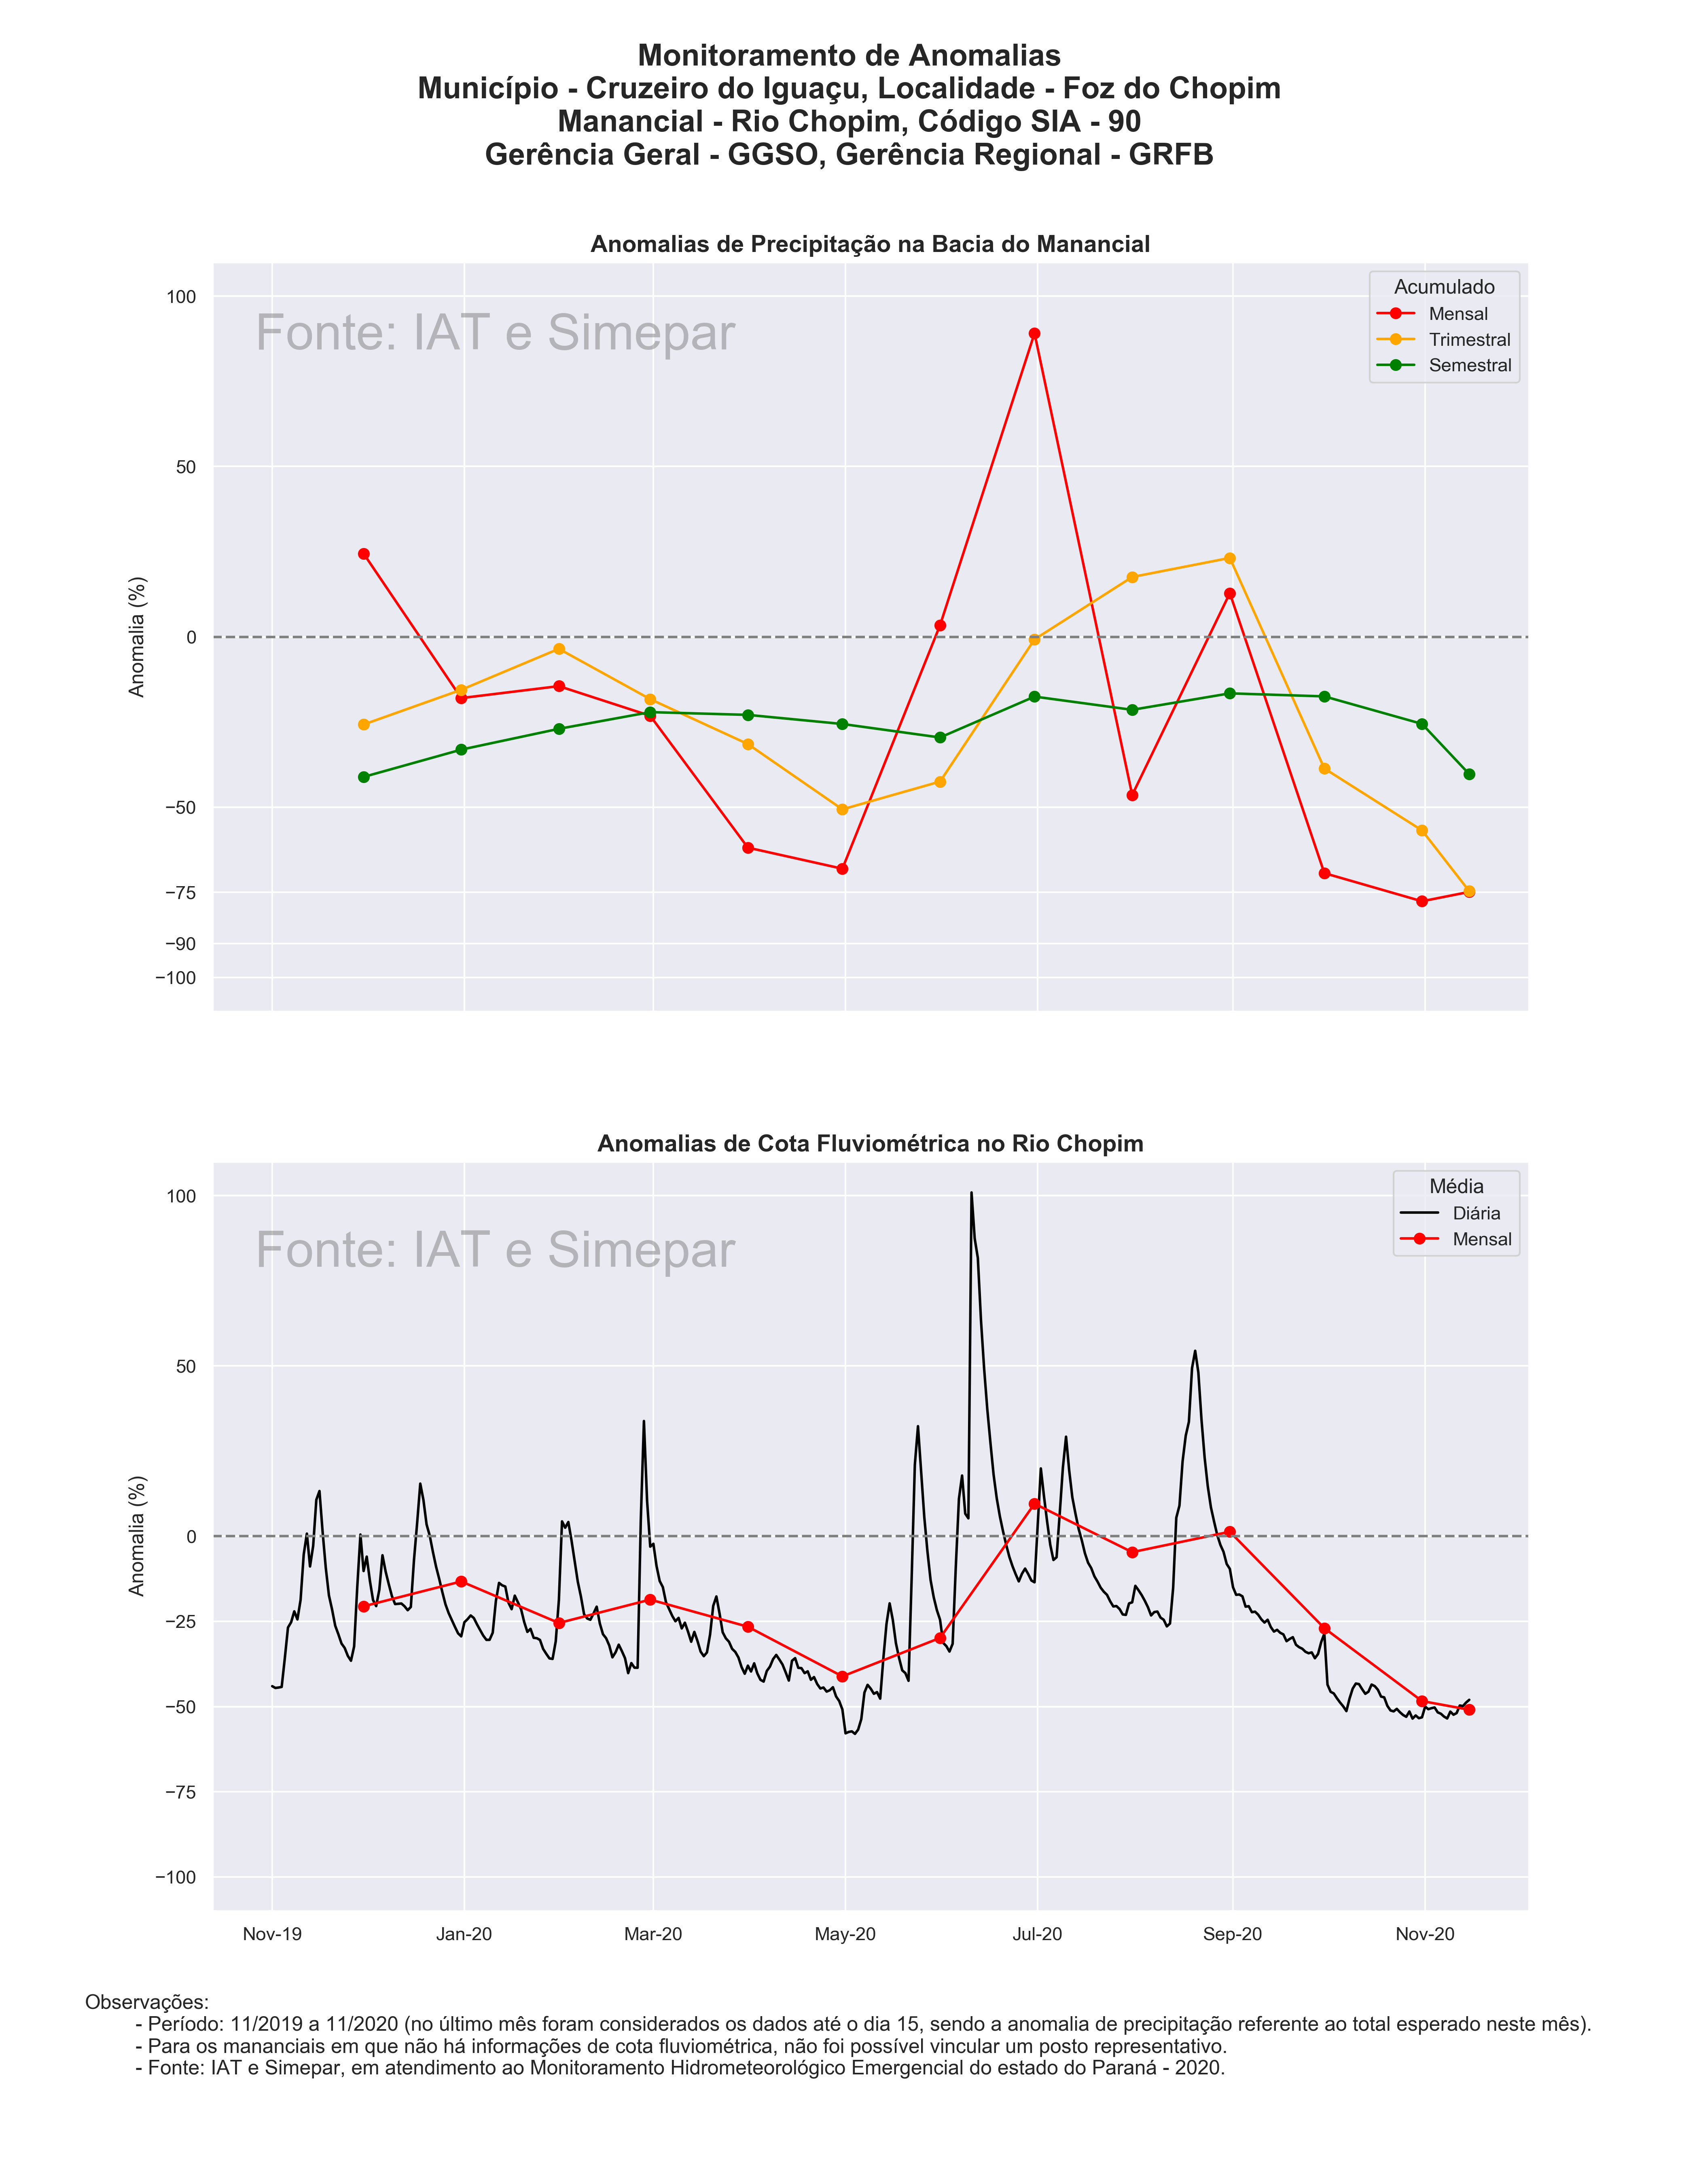 Monitoramento de Anomalias
Município - Cruzeiro do Iguaçu, Localidade - Foz do Chopim
Manancial - Rio Chopim, Código SIA - 90
Gerência Geral - GGSO, Gerência Regional - GRFB
Anomalias de Precipitação na Bacia do Manancial
Fonte: IAT e Simepar
Acumulado
Mensal
Trimestral
Semestral
Anomalia (%)
100
50
0
−50
−75
−90
−100
Anomalias de Cota Fluviométrica no Rio Chopim
Fonte: IAT e Simepar
Média
Diária
Mensal
Anomalia (%)
100
50
0
−25
−50
−75
−100
Nov-19 Jan-20 Mar-20 May-20 Jul-20 Sep-20 Nov-20
Observações:
- Período: 11/2019 a 11/2020 (no último mês foram considerados os dados até o dia 15, sendo a anomalia de precipitação referente ao total esperado neste mês).
- Para os mananciais em que não há informações de cota fluviométrica, não foi possível vincular um posto representativo.
- Fonte: IAT e Simepar, em atendimento ao Monitoramento Hidrometeorológico Emergencial do estado do Paraná - 2020.